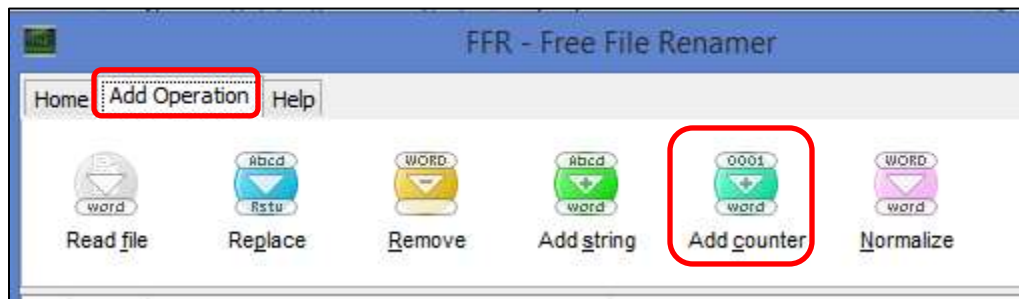 FFR - Free File Renamer
Home Add Operation Help
Abcd WORD Abcd 0001 WORD
word Rstu word word word
Read file Replace Remove Add string Add counter Normalize